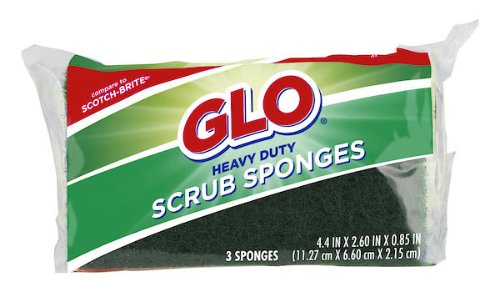 compare to
SCOTCH-BRITE®*
GLO®
HEAVY DUTY
SCRUB SPONGES
3 SPONGES
4.4 IN X 2.60 IN X 0.85 IN
(11.27 cm X 6.60 cm X 2.15 cm)